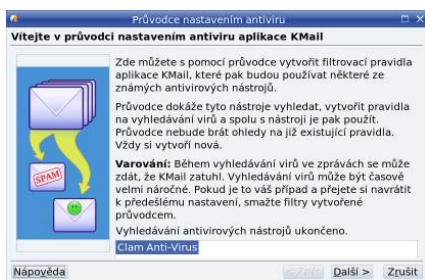 Průvodce nastavením antiviru
Vítejte v průvodci nastavením antiviru aplikace KMail
Zde můžete s pomocí průvodce vytvořit filtrovací pravidla
aplikace KMail, které pak budou používat některé ze
známých antivirových nástrojů.
Průvodce dokáže tyto nástroje vyhledat, vytvořit pravidla
na vyhledávání virů a spolu s nástroji je pak použít.
Průvodce nebude brát ohledy na již existující pravidla.
Vždy si vytvoří nová.
Varování: Během vyhledávání virů ve zprávách se může
zdát, že KMail zatuhl. Vyhledávání virů může být časově
velmi náročné. Pokud je to váš případ a přejete si navrátit
k předešlému nastavení, smažte filtry vytvořené
průvodcem.
SPAM
Vyhledávání antivirových nástrojů ukončeno.
Clam Anti-Virus
Nápověda
< Zpět
Další >
Zrušit